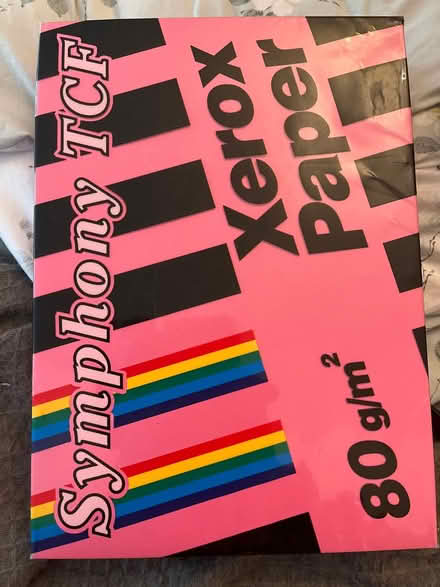 Symphony TCF
Xerox
Paper
80 g/m²